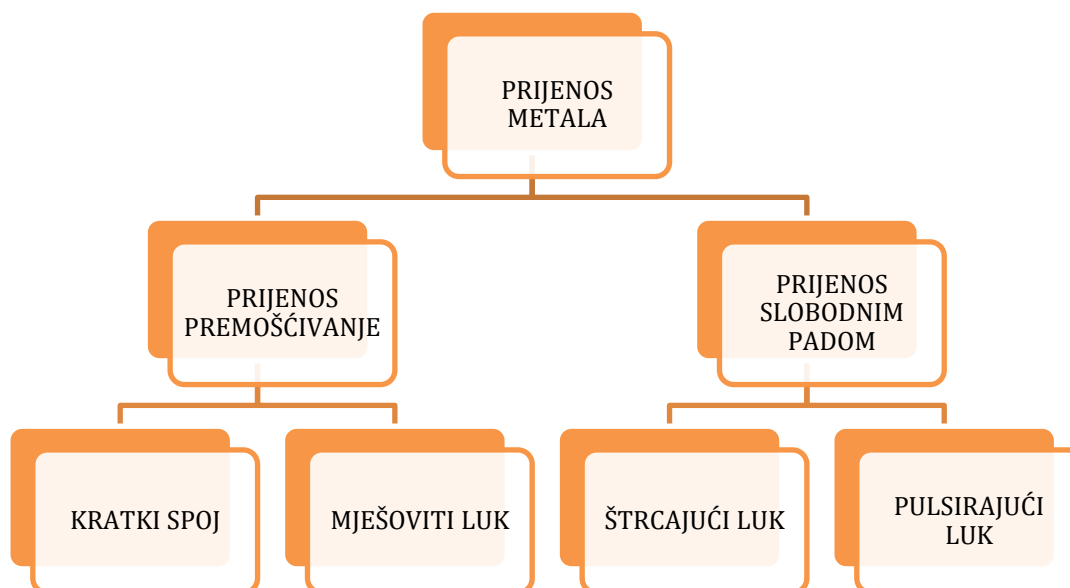 PRIJENOS
METALA
PRIJENOS
PREMOŠĆIVANJE
PRIJENOS
SLOBODNIM
PADOM
KRATKI SPOJ
MJEŠOVITI LUK
ŠTRCAJUĆI LUK
PULSIRAJUĆI
LUK